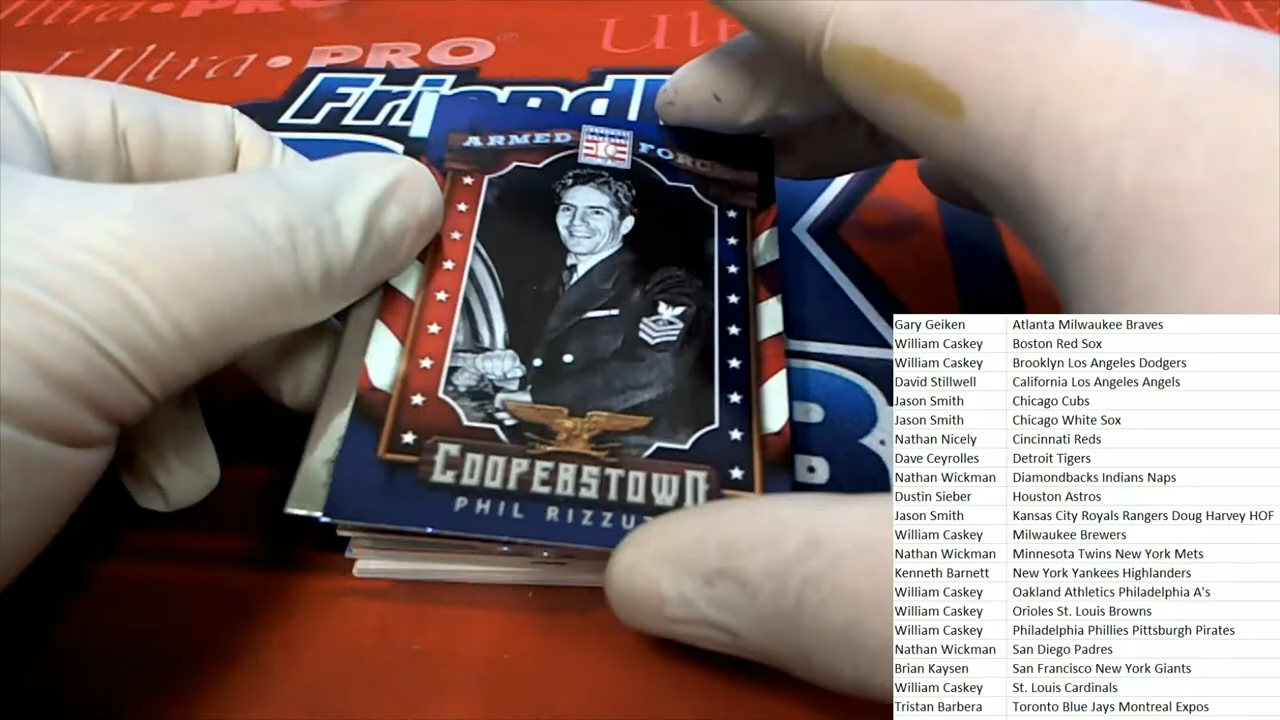 Ultra•PRO
Ultra•PRO
Ul
Friendl
ARMED FORC
COOPERSTOWN
PHIL RIZZU
B
Gary Geiken Atlanta Milwaukee Braves
William Caskey Boston Red Sox
William Caskey Brooklyn Los Angeles Dodgers
David Stillwell California Los Angeles Angels
Jason Smith Chicago Cubs
Jason Smith Chicago White Sox
Nathan Nicely Cincinnati Reds
Dave Ceyrolles Detroit Tigers
Nathan Wickman Diamondbacks Indians Naps
Dustin Sieber Houston Astros
Jason Smith Kansas City Royals Rangers Doug Harvey HOF
William Caskey Milwaukee Brewers
Nathan Wickman Minnesota Twins New York Mets
Kenneth Barnett New York Yankees Highlanders
William Caskey Oakland Athletics Philadelphia A's
William Caskey Orioles St. Louis Browns
William Caskey Philadelphia Phillies Pittsburgh Pirates
Nathan Wickman San Diego Padres
Brian Kaysen San Francisco New York Giants
William Caskey St. Louis Cardinals
Tristan Barbera Toronto Blue Jays Montreal Expos